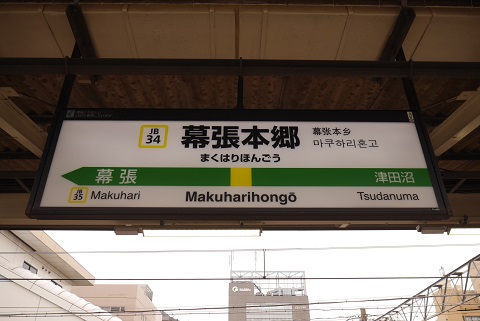 JB
34
幕張本郷
まくはりほんごう
幕张本乡
마쿠하리혼고
幕張
津田沼
JB
35
Makuhari
Makuharihongō
Tsudanuma